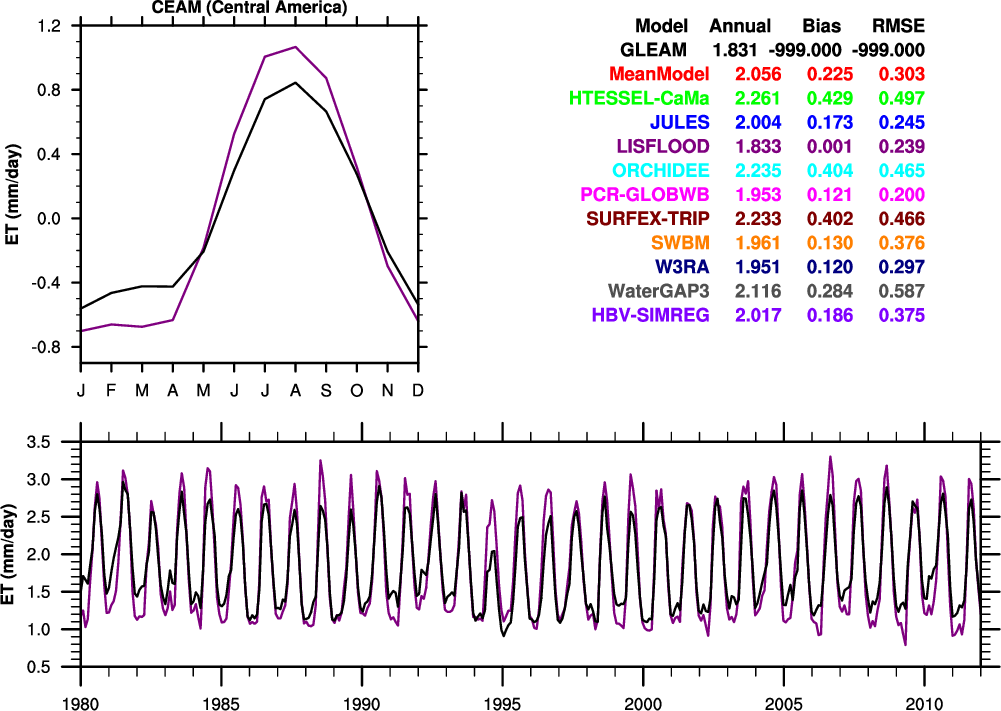 CEAM (Central America)
1.2
0.8
0.4
0.0
-0.4
-0.8
ET (mm/day)
J F M A M J J A S O N D
Model Annual Bias RMSE
GLEAM 1.831 -999.000 -999.000
MeanModel 2.056 0.225 0.303
HTESSEL-CaMa 2.261 0.429 0.497
JULES 2.004 0.173 0.245
LISFLOOD 1.833 0.001 0.239
ORCHIDEE 2.235 0.404 0.465
PCR-GLOBWB 1.953 0.121 0.200
SURFEX-TRIP 2.233 0.402 0.466
SWBM 1.961 0.130 0.376
W3RA 1.951 0.120 0.297
WaterGAP3 2.116 0.284 0.587
HBV-SIMREG 2.017 0.186 0.375
3.5
3.0
2.5
2.0
1.5
1.0
0.5
ET (mm/day)
1980 1985 1990 1995 2000 2005 2010